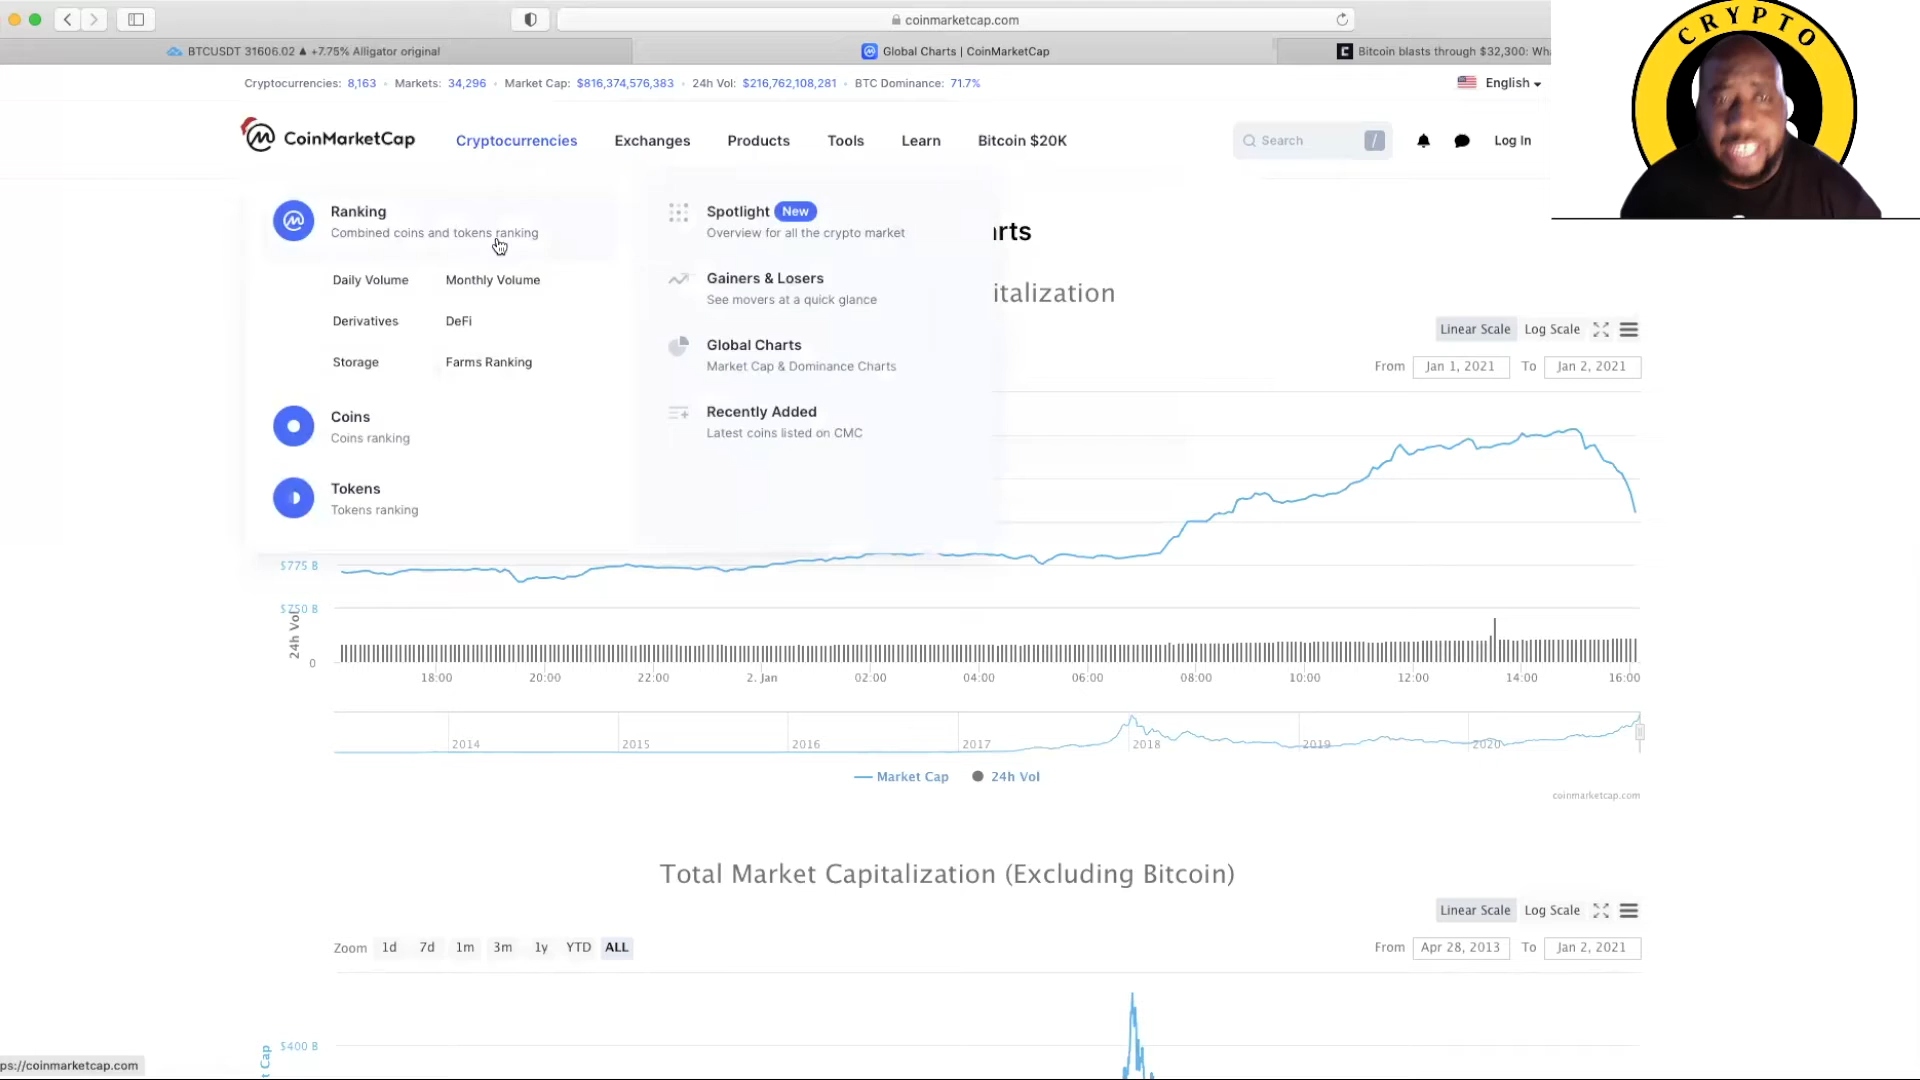 coinmarketcap.com
BTCUSDT 31606.02 ▲ +7.75% Alligator original
Global Charts | CoinMarketCap
Bitcoin blasts through $32,300: Wh
Cryptocurrencies: 8,163 • Markets: 34,296 • Market Cap: $816,374,576,383 • 24h Vol: $216,762,108,281 • BTC Dominance: 71.7%
English
CRYPTO
CoinMarketCap
Cryptocurrencies
Exchanges
Products
Tools
Learn
Bitcoin $20K
Search
/
Log In
Ranking
Combined coins and tokens ranking
Daily Volume
Monthly Volume
Derivatives
DeFi
Storage
Farms Ranking
Coins
Coins ranking
Tokens
Tokens ranking
Spotlight New
Overview for all the crypto market
Gainers & Losers
See movers at a quick glance
Global Charts
Market Cap & Dominance Charts
Recently Added
Latest coins listed on CMC
arts
italization
Linear Scale Log Scale
From Jan 1, 2021 To Jan 2, 2021
$775 B
$750 B
24h Vol
0
18:00 20:00 22:00 2. Jan 02:00 04:00 06:00 08:00 10:00 12:00 14:00 16:00
2014 2015 2016 2017 2018 2019 2020
Market Cap 24h Vol
coinmarketcap.com
Total Market Capitalization (Excluding Bitcoin)
Linear Scale Log Scale
Zoom 1d 7d 1m 3m 1y YTD ALL
From Apr 28, 2013 To Jan 2, 2021
$400 B
t Cap
ps://coinmarketcap.com